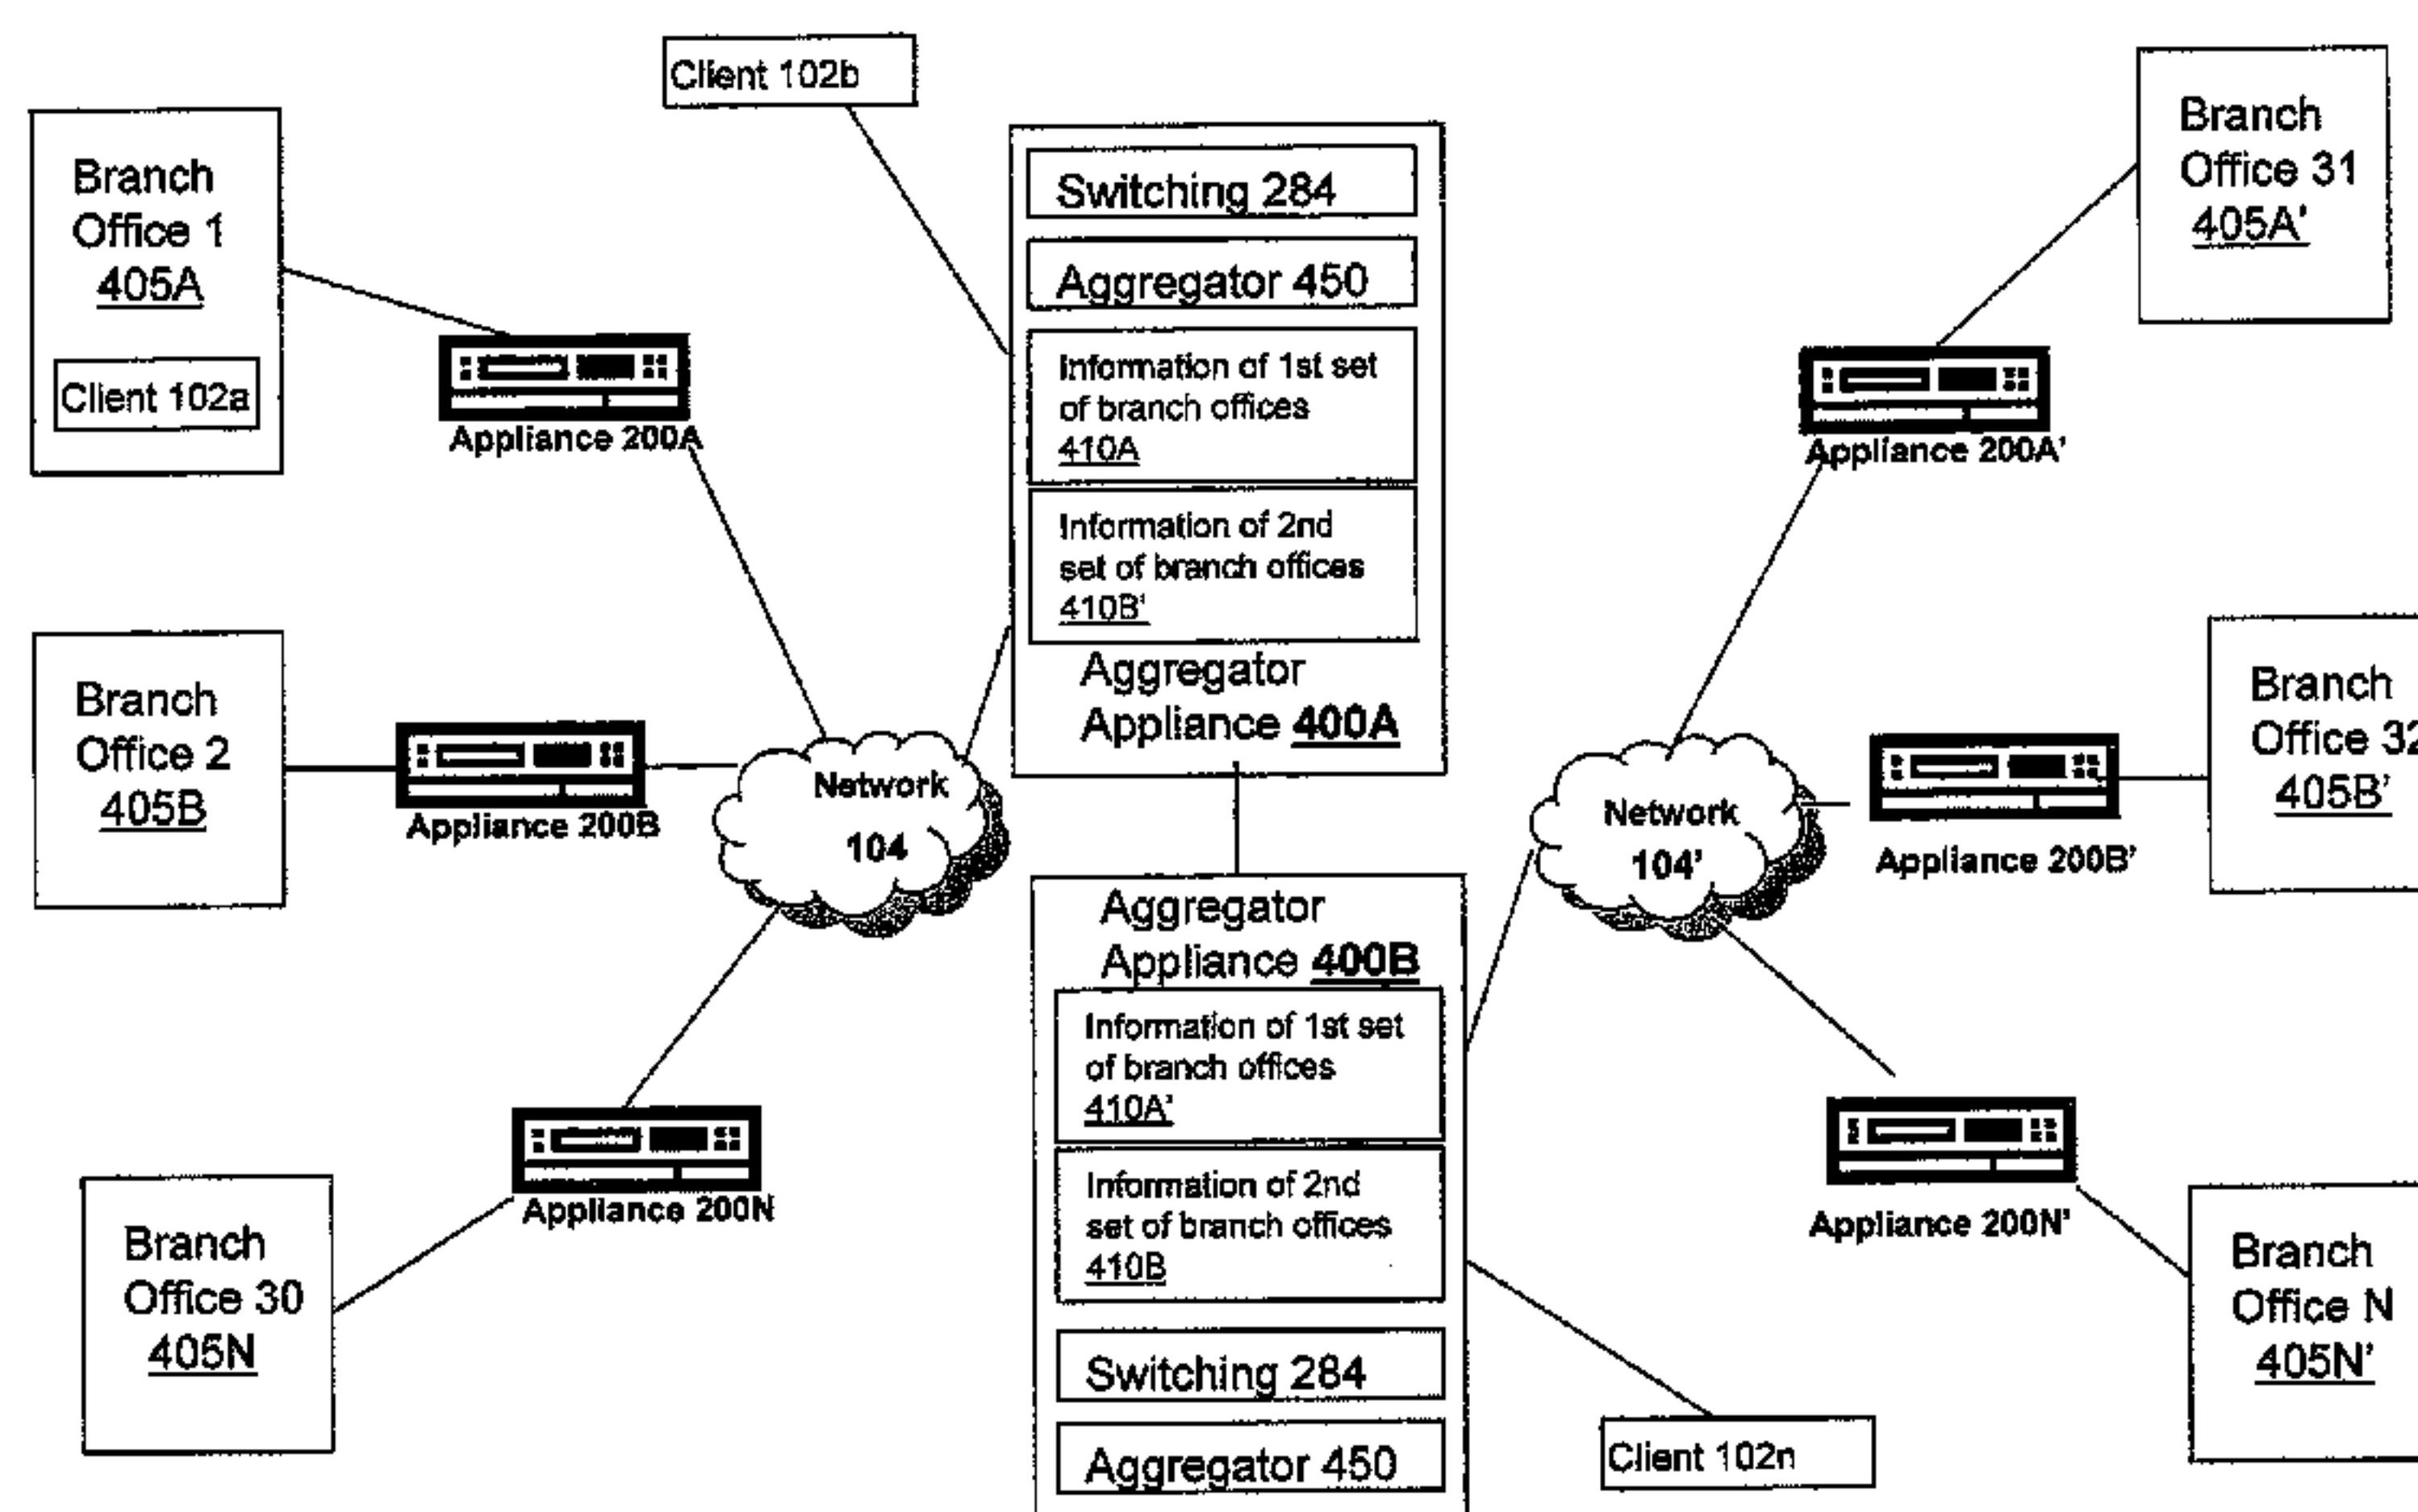 Client 102b
Branch
Office 1
405A
Client 102a
Appliance 200A
Branch
Office 2
405B
Appliance 200B
Network
104
Branch
Office 30
405N
Appliance 200N
Switching 284
Aggregator 450
Information of 1st set
of branch offices
410A
Information of 2nd
set of branch offices
410B'
Aggregator
Appliance 400A
Aggregator
Appliance 400B
Information of 1st set
of branch offices
410A'
Information of 2nd
set of branch offices
410B
Switching 284
Aggregator 450
Branch
Office 31
405A'
Appliance 200A'
Network
104'
Branch
Office 32
405B'
Appliance 200B'
Appliance 200N'
Branch
Office N
405N'
Client 102n